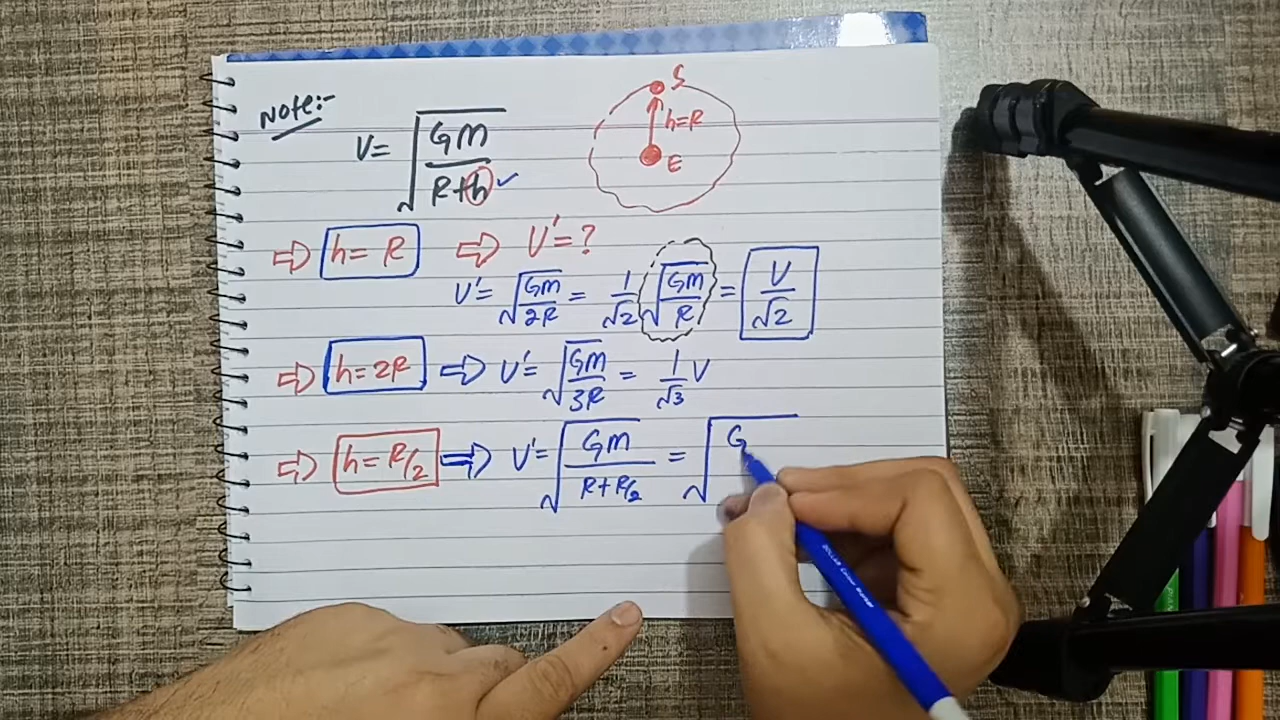 Note:-
V = √(GM / R+h) ✓
S
h=R
E
⇒ h = R ⇒ V' = ?
V' = √(GM / 2R) = 1/√2 √(GM / R) = V/√2
⇒ h = 2R ⇒ V' = √(GM / 3R) = 1/√3 V
⇒ h = R/2 ⇒ V' = √(GM / R+R/2) = √G